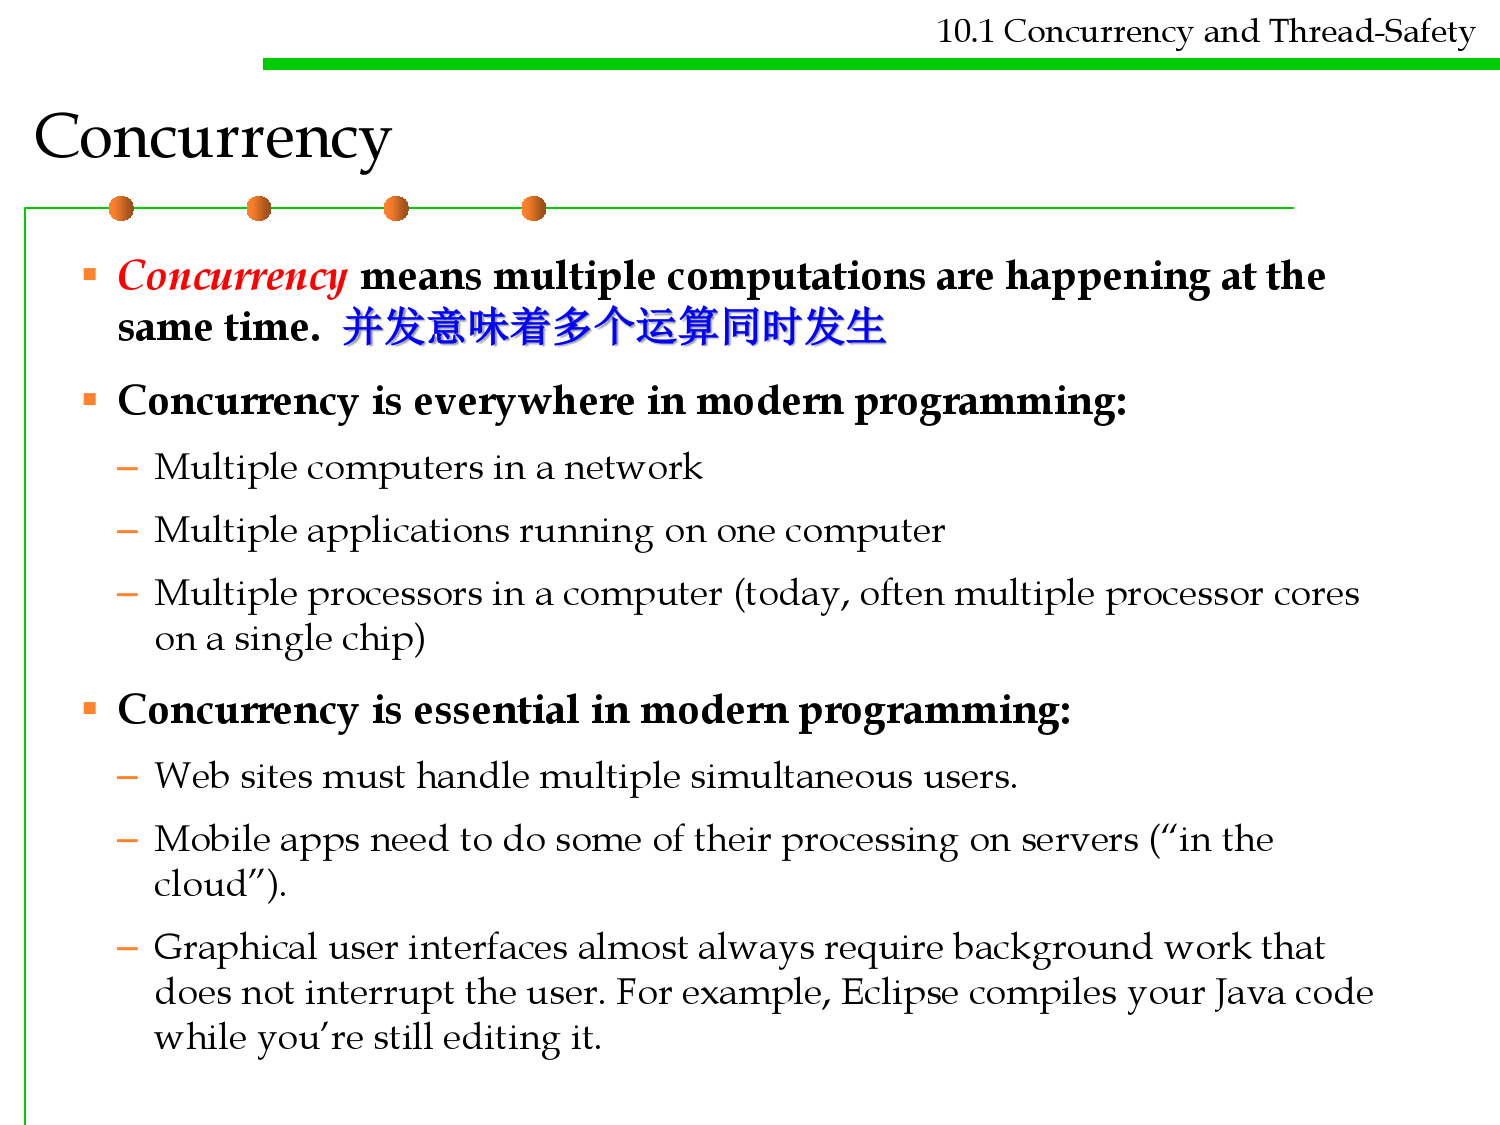 10.1 Concurrency and Thread-Safety
Concurrency
▪ Concurrency means multiple computations are happening at the
same time. 并发意味着多个运算同时发生
▪ Concurrency is everywhere in modern programming:
– Multiple computers in a network
– Multiple applications running on one computer
– Multiple processors in a computer (today, often multiple processor cores
on a single chip)
▪ Concurrency is essential in modern programming:
– Web sites must handle multiple simultaneous users.
– Mobile apps need to do some of their processing on servers (“in the
cloud”).
– Graphical user interfaces almost always require background work that
does not interrupt the user. For example, Eclipse compiles your Java code
while you’re still editing it.